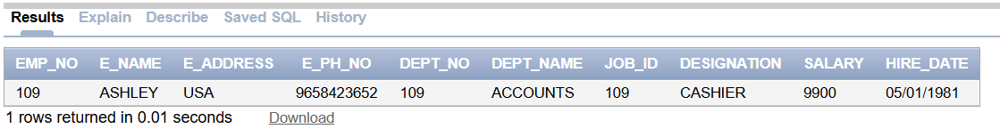 Results Explain Describe Saved SQL History
EMP_NO E_NAME E_ADDRESS E_PH_NO DEPT_NO DEPT_NAME JOB_ID DESIGNATION SALARY HIRE_DATE
109 ASHLEY USA 9658423652 109 ACCOUNTS 109 CASHIER 9900 05/01/1981
1 rows returned in 0.01 seconds Download